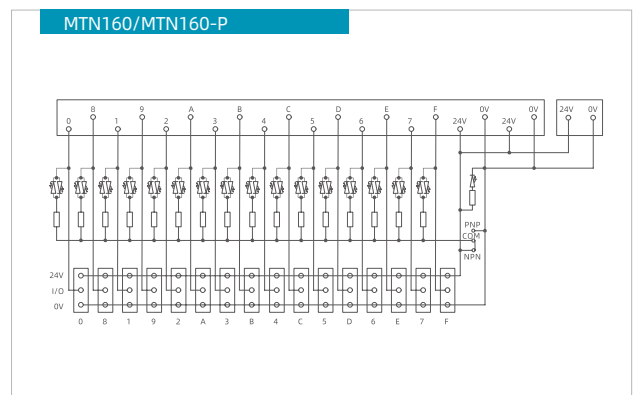 MTN160/MTN160-P
8 9 A B C D E F 0V 0V 24V 0V
0 1 2 3 4 5 6 7 24V 24V
PNP
COM
NPN
24V
I/O
0V
0 8 1 9 2 A 3 B 4 C 5 D 6 E 7 F